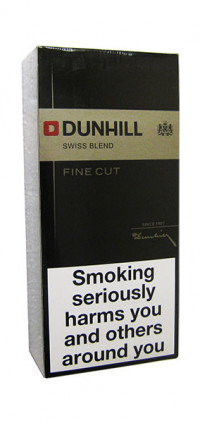 DUNHILL
SWISS BLEND
FINE CUT
Smoking
seriously
harms you
and others
around you